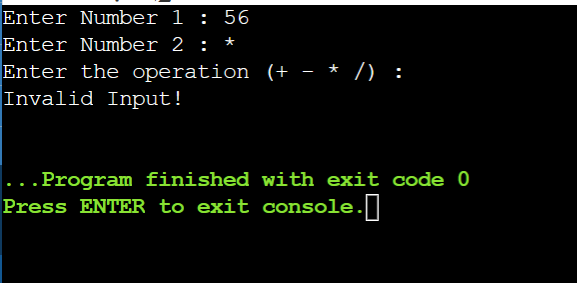 Enter Number 1 : 56
Enter Number 2 : *
Enter the operation (+ - * /) :
Invalid Input!
...Program finished with exit code 0
Press ENTER to exit console.